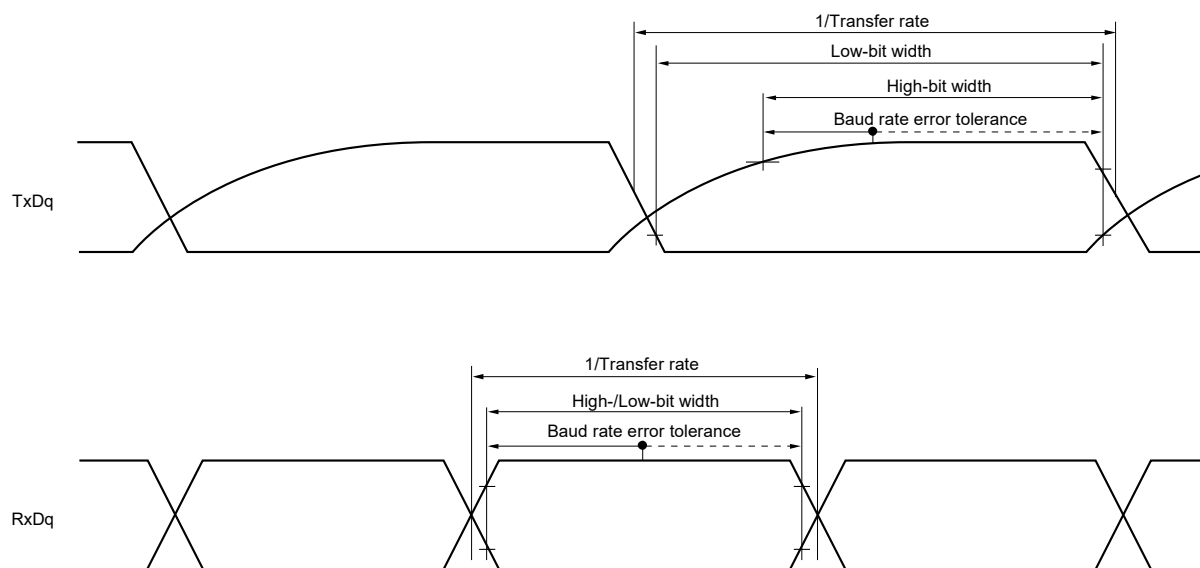 1/Transfer rate
Low-bit width
High-bit width
Baud rate error tolerance
TxDq
1/Transfer rate
High-/Low-bit width
Baud rate error tolerance
RxDq